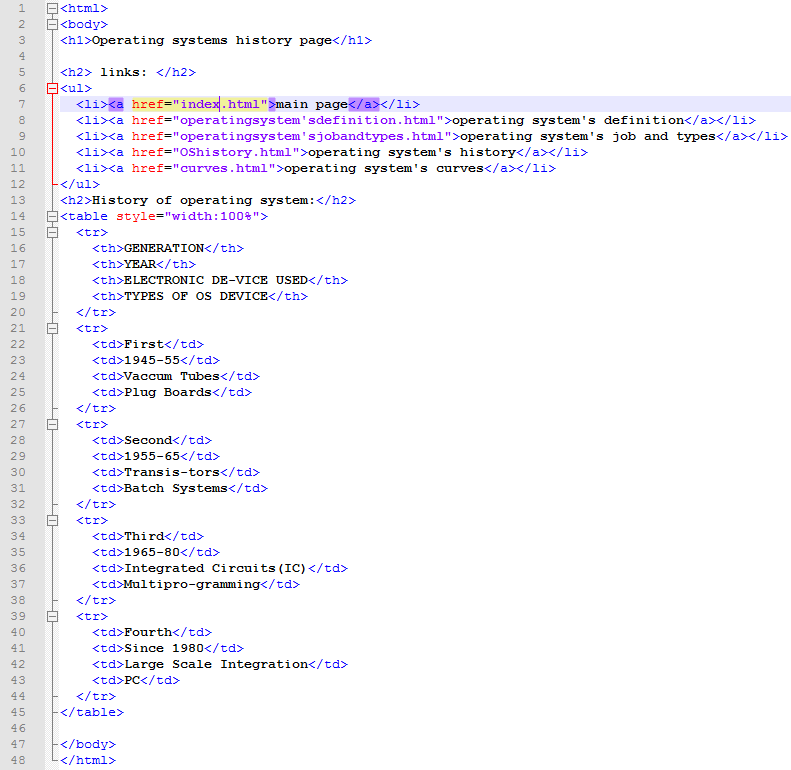 1 <html>
2 <body>
3 <h1>Operating systems history page</h1>
4
5 <h2> links: </h2>
6 <ul>
7 <li><a href="index.html">main page</a></li>
8 <li><a href="operatingsystem'sdefinition.html">operating system's definition</a></li>
9 <li><a href="operatingsystem'sjobandtypes.html">operating system's job and types</a></li>
10 <li><a href="OShistory.html">operating system's history</a></li>
11 <li><a href="curves.html">operating system's curves</a></li>
12 </ul>
13 <h2>History of operating system:</h2>
14 <table style="width:100%">
15 <tr>
16 <th>GENERATION</th>
17 <th>YEAR</th>
18 <th>ELECTRONIC DE-VICE USED</th>
19 <th>TYPES OF OS DEVICE</th>
20 </tr>
21 <tr>
22 <td>First</td>
23 <td>1945-55</td>
24 <td>Vaccum Tubes</td>
25 <td>Plug Boards</td>
26 </tr>
27 <tr>
28 <td>Second</td>
29 <td>1955-65</td>
30 <td>Transis-tors</td>
31 <td>Batch Systems</td>
32 </tr>
33 <tr>
34 <td>Third</td>
35 <td>1965-80</td>
36 <td>Integrated Circuits(IC)</td>
37 <td>Multipro-gramming</td>
38 </tr>
39 <tr>
40 <td>Fourth</td>
41 <td>Since 1980</td>
42 <td>Large Scale Integration</td>
43 <td>PC</td>
44 </tr>
45 </table>
46
47 </body>
48 </html>